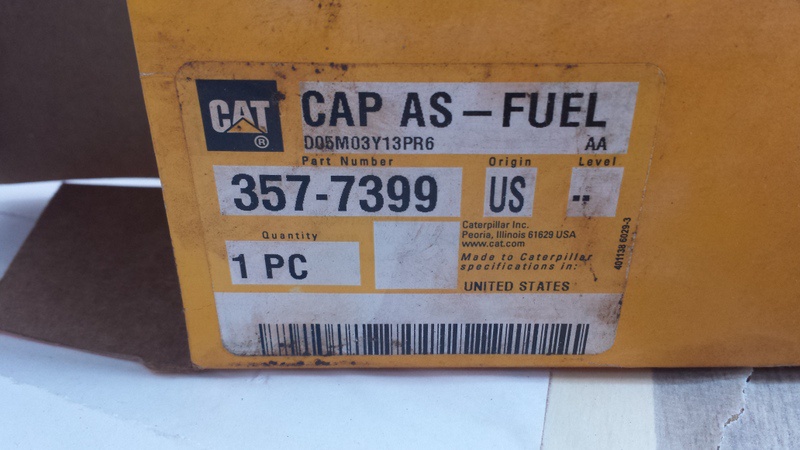 CAT®
CAP AS-FUEL
D05M03Y13PR6 AA
Part Number Origin Level
357-7399 US --
Caterpillar Inc.
Peoria, Illinois 61629 USA
www.cat.com
Quantity
1 PC
Made to Caterpillar
specifications in:
UNITED STATES
401138 6029-3